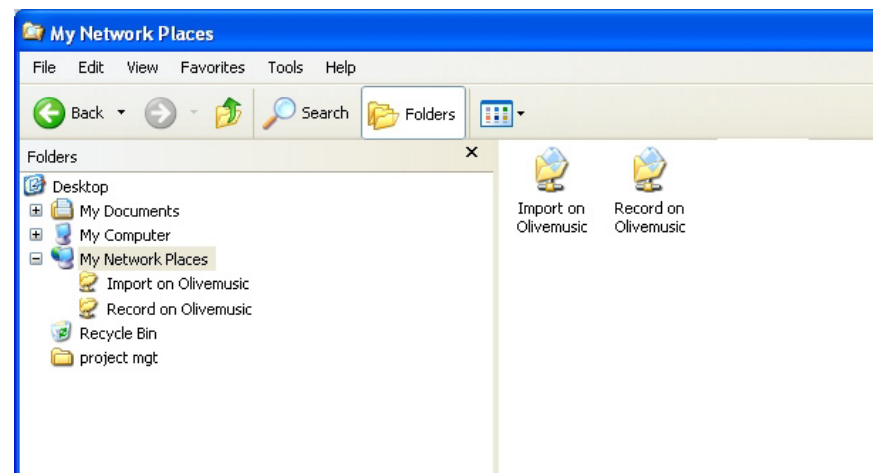 My Network Places
File Edit View Favorites Tools Help
Back Search Folders
Folders X
Desktop
My Documents
My Computer
My Network Places
Import on Olivemusic
Record on Olivemusic
Recycle Bin
project mgt
Import on
Olivemusic
Record on
Olivemusic